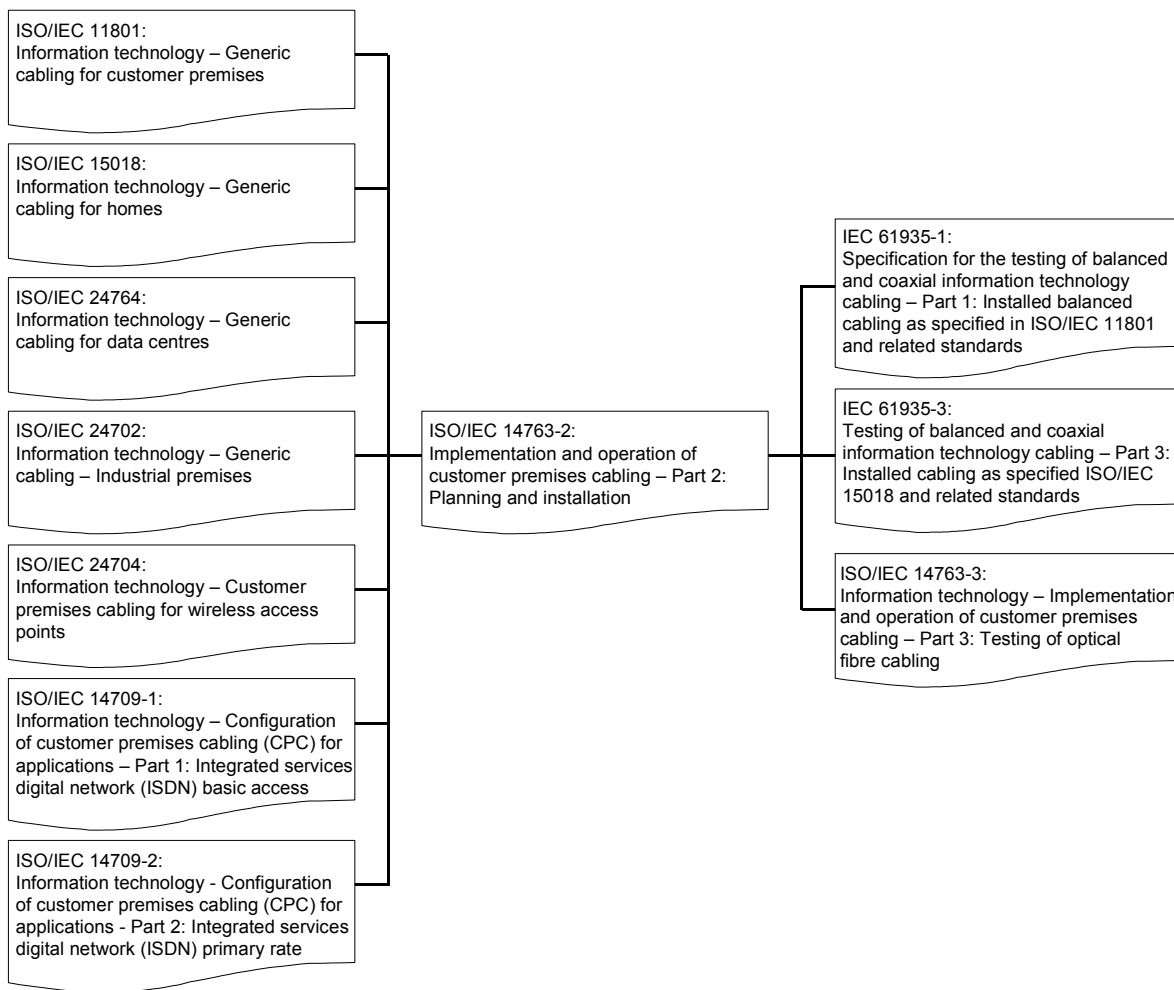 ISO/IEC 11801:
Information technology – Generic
cabling for customer premises
ISO/IEC 15018:
Information technology – Generic
cabling for homes
ISO/IEC 24764:
Information technology – Generic
cabling for data centres
ISO/IEC 24702:
Information technology – Generic
cabling – Industrial premises
ISO/IEC 24704:
Information technology – Customer
premises cabling for wireless access
points
ISO/IEC 14709-1:
Information technology – Configuration
of customer premises cabling (CPC) for
applications – Part 1: Integrated services
digital network (ISDN) basic access
ISO/IEC 14709-2:
Information technology - Configuration
of customer premises cabling (CPC) for
applications - Part 2: Integrated services
digital network (ISDN) primary rate
ISO/IEC 14763-2:
Implementation and operation of
customer premises cabling – Part 2:
Planning and installation
IEC 61935-1:
Specification for the testing of balanced
and coaxial information technology
cabling – Part 1: Installed balanced
cabling as specified in ISO/IEC 11801
and related standards
IEC 61935-3:
Testing of balanced and coaxial
information technology cabling – Part 3:
Installed cabling as specified ISO/IEC
15018 and related standards
ISO/IEC 14763-3:
Information technology – Implementation
and operation of customer premises
cabling – Part 3: Testing of optical
fibre cabling